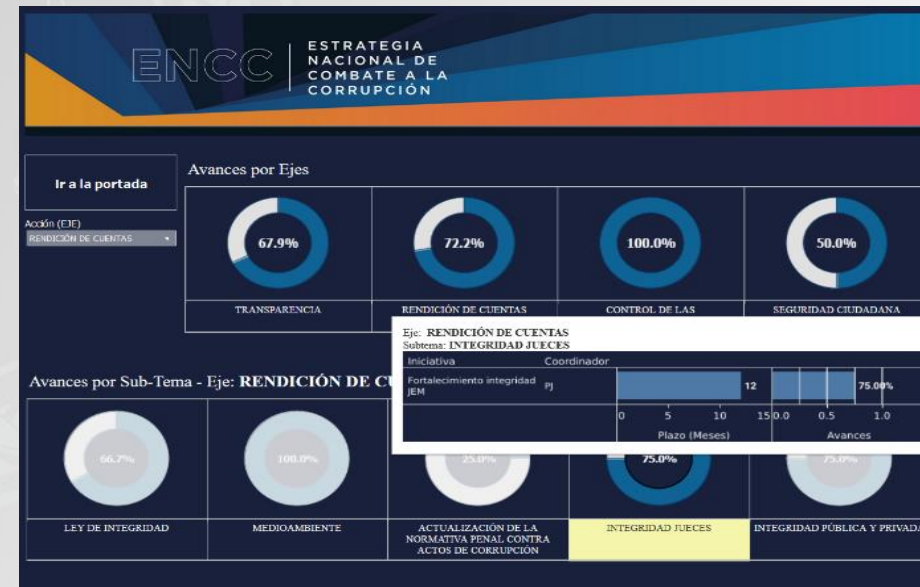 ENCC
ESTRATEGIA
NACIONAL DE
COMBATE A LA
CORRUPCIÓN
Ir a la portada
Acción (EJE)
RENDICIÓN DE CUENTAS
Avances por Ejes
67.9%
72.2%
100.0%
50.0%
TRANSPARENCIA
RENDICIÓN DE CUENTAS
CONTROL DE LAS
SEGURIDAD CIUDADANA
Eje: RENDICIÓN DE CUENTAS
Subtema: INTEGRIDAD JUECES
Iniciativa Coordinador
Fortalecimiento integridad
JEM
PJ
12
75.00%
0 5 10 15
0.0 0.5 1.0
Plazo (Meses)
Avances
Avances por Sub-Tema - Eje: RENDICIÓN DE
66.7%
100.0%
25.0%
75.0%
75.0%
LEY DE INTEGRIDAD
MEDIOAMBIENTE
ACTUALIZACIÓN DE LA
NORMATIVA PENAL CONTRA
ACTOS DE CORRUPCIÓN
INTEGRIDAD JUECES
INTEGRIDAD PÚBLICA Y PRIVADA